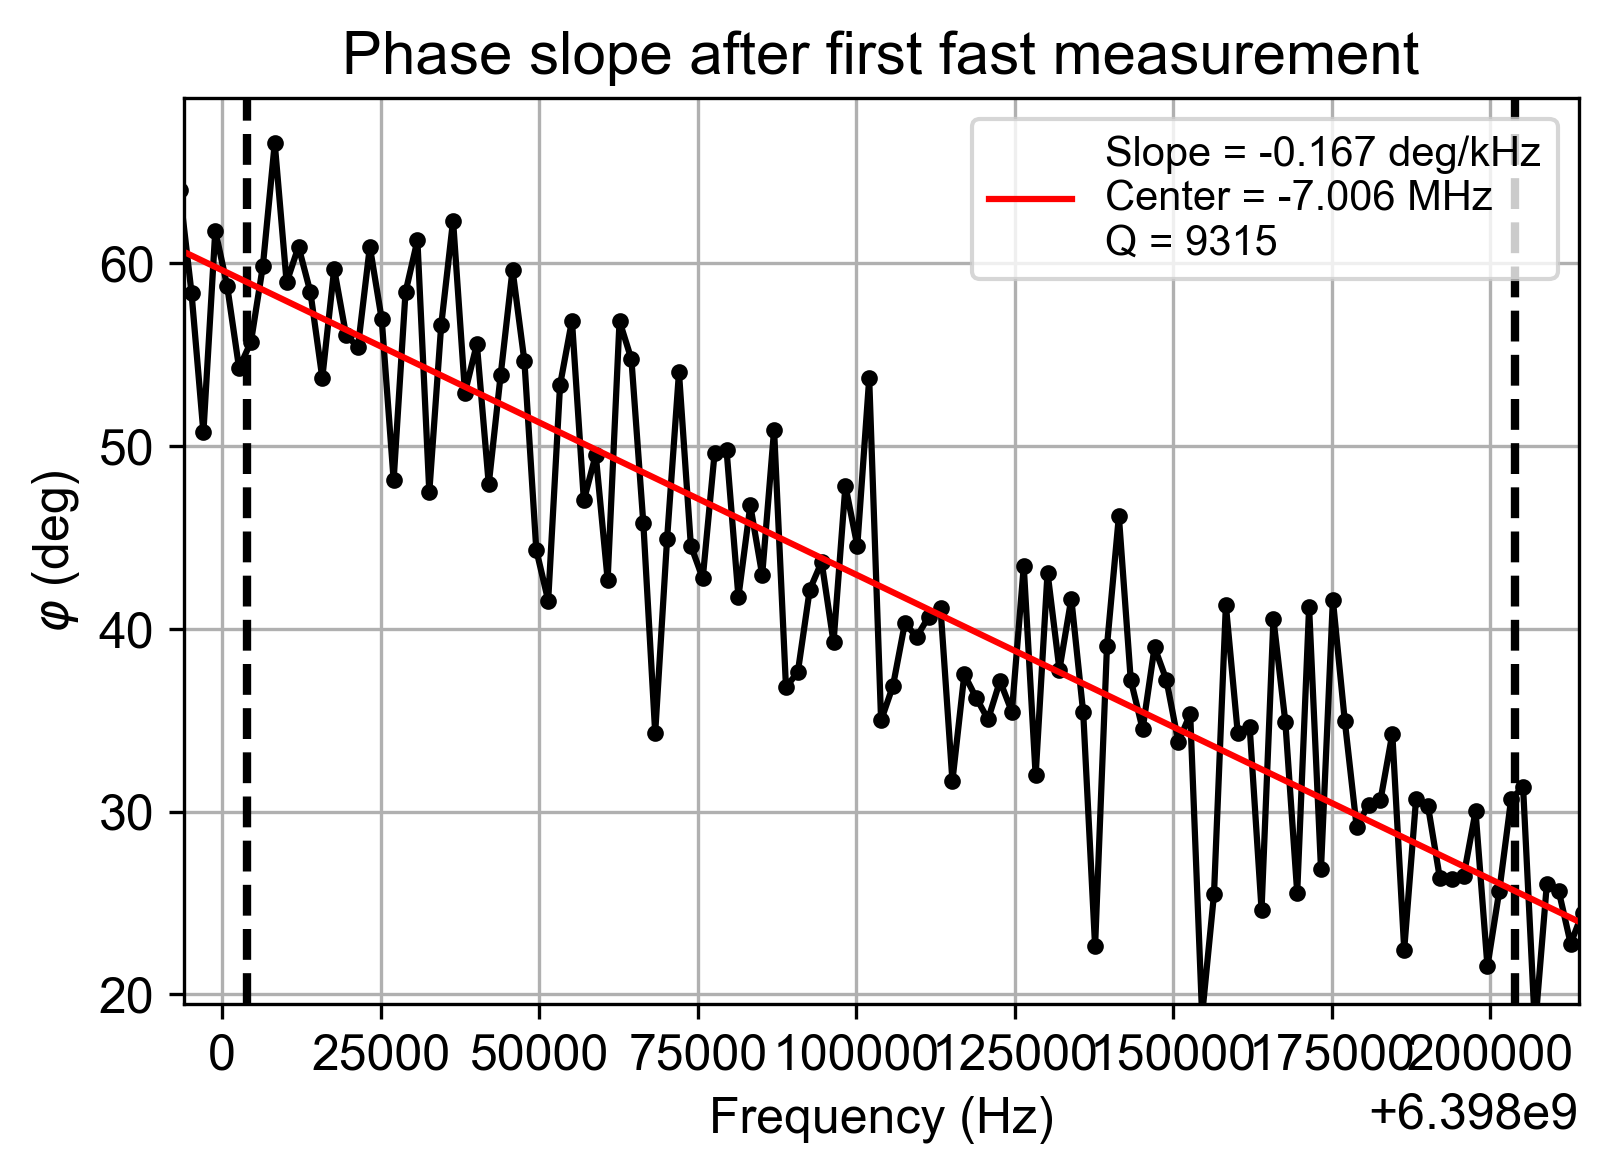 Phase slope after first fast measurement
Slope = -0.167 deg/kHz
Center = -7.006 MHz
Q = 9315
60
50
40
30
20
φ (deg)
0 25000 50000 75000 100000 125000 150000 175000 200000
Frequency (Hz)
+6.398e9